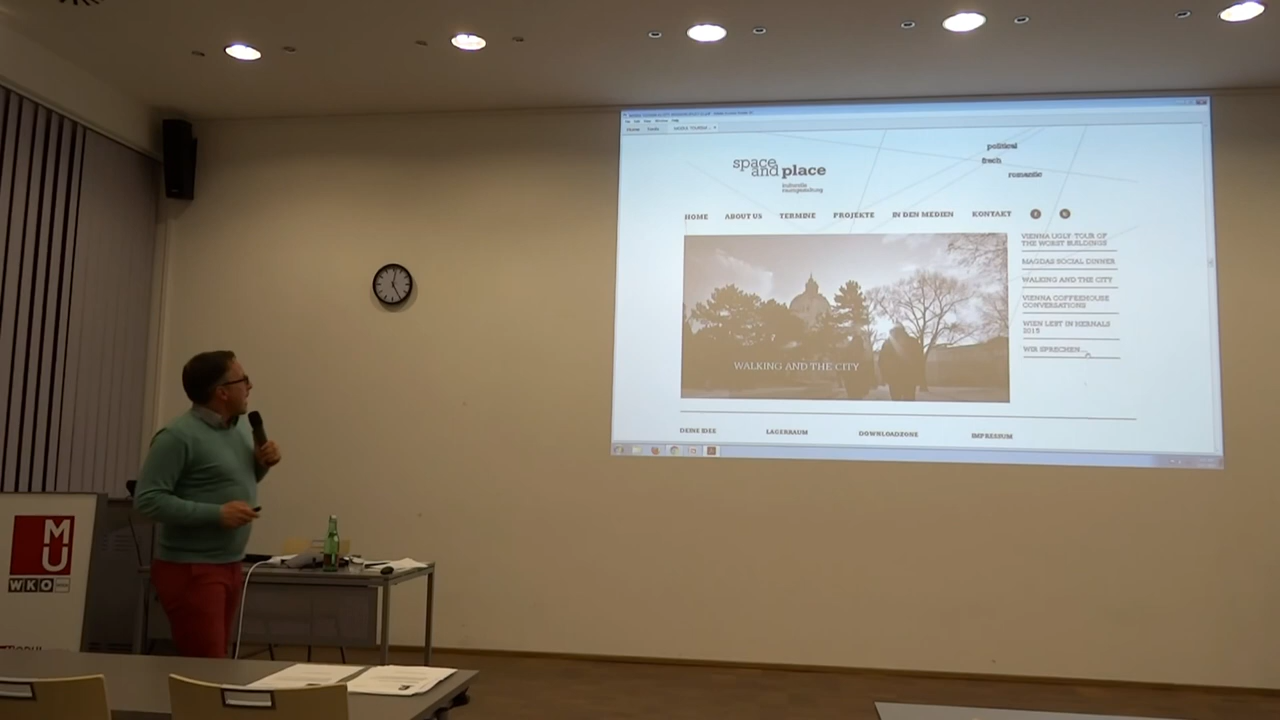 space
and place
kulturelle
raumgestaltung
political
frech
romantic
HOME ABOUT US TERMINE PROJEKTE IN DEN MEDIEN KONTAKT
VIENNA UGLY: TOUR OF
THE WORST BUILDINGS
MAGDAS SOCIAL DINNER
WALKING AND THE CITY
VIENNA COFFEEHOUSE
CONVERSATIONS
WIEN LEBT IN HERNALS
2015
WIR SPRECHEN...
WALKING AND THE CITY
DEINE IDEE LAGERRAUM DOWNLOADZONE IMPRESSUM
M
U
WKO